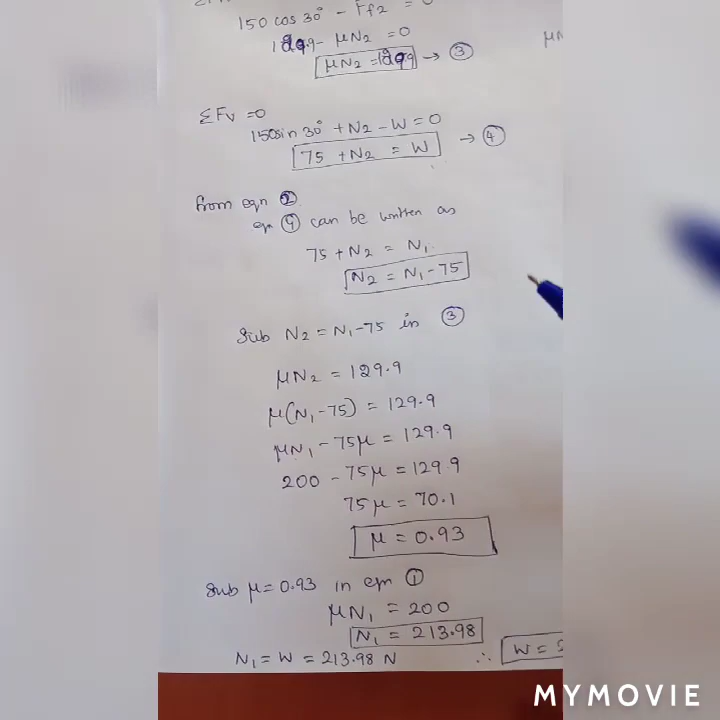 150 cos 30° - Ff2 = 0
129.9 - μN2 = 0
μN2 = 129.9 → ③
ΣFv = 0
150sin 30° + N2 - W = 0
75 + N2 = W → ④
from eqn ②
eqn ④ can be written as
75 + N2 = N1
N2 = N1 - 75
Sub N2 = N1 - 75 in ③
μN2 = 129.9
μ(N1 - 75) = 129.9
μN1 - 75μ = 129.9
200 - 75μ = 129.9
75μ = 70.1
μ = 0.93
Sub μ = 0.93 in eqn ①
μN1 = 200
N1 = 213.98
N1 = W = 213.98 N ∴ W =
MYMOVIE